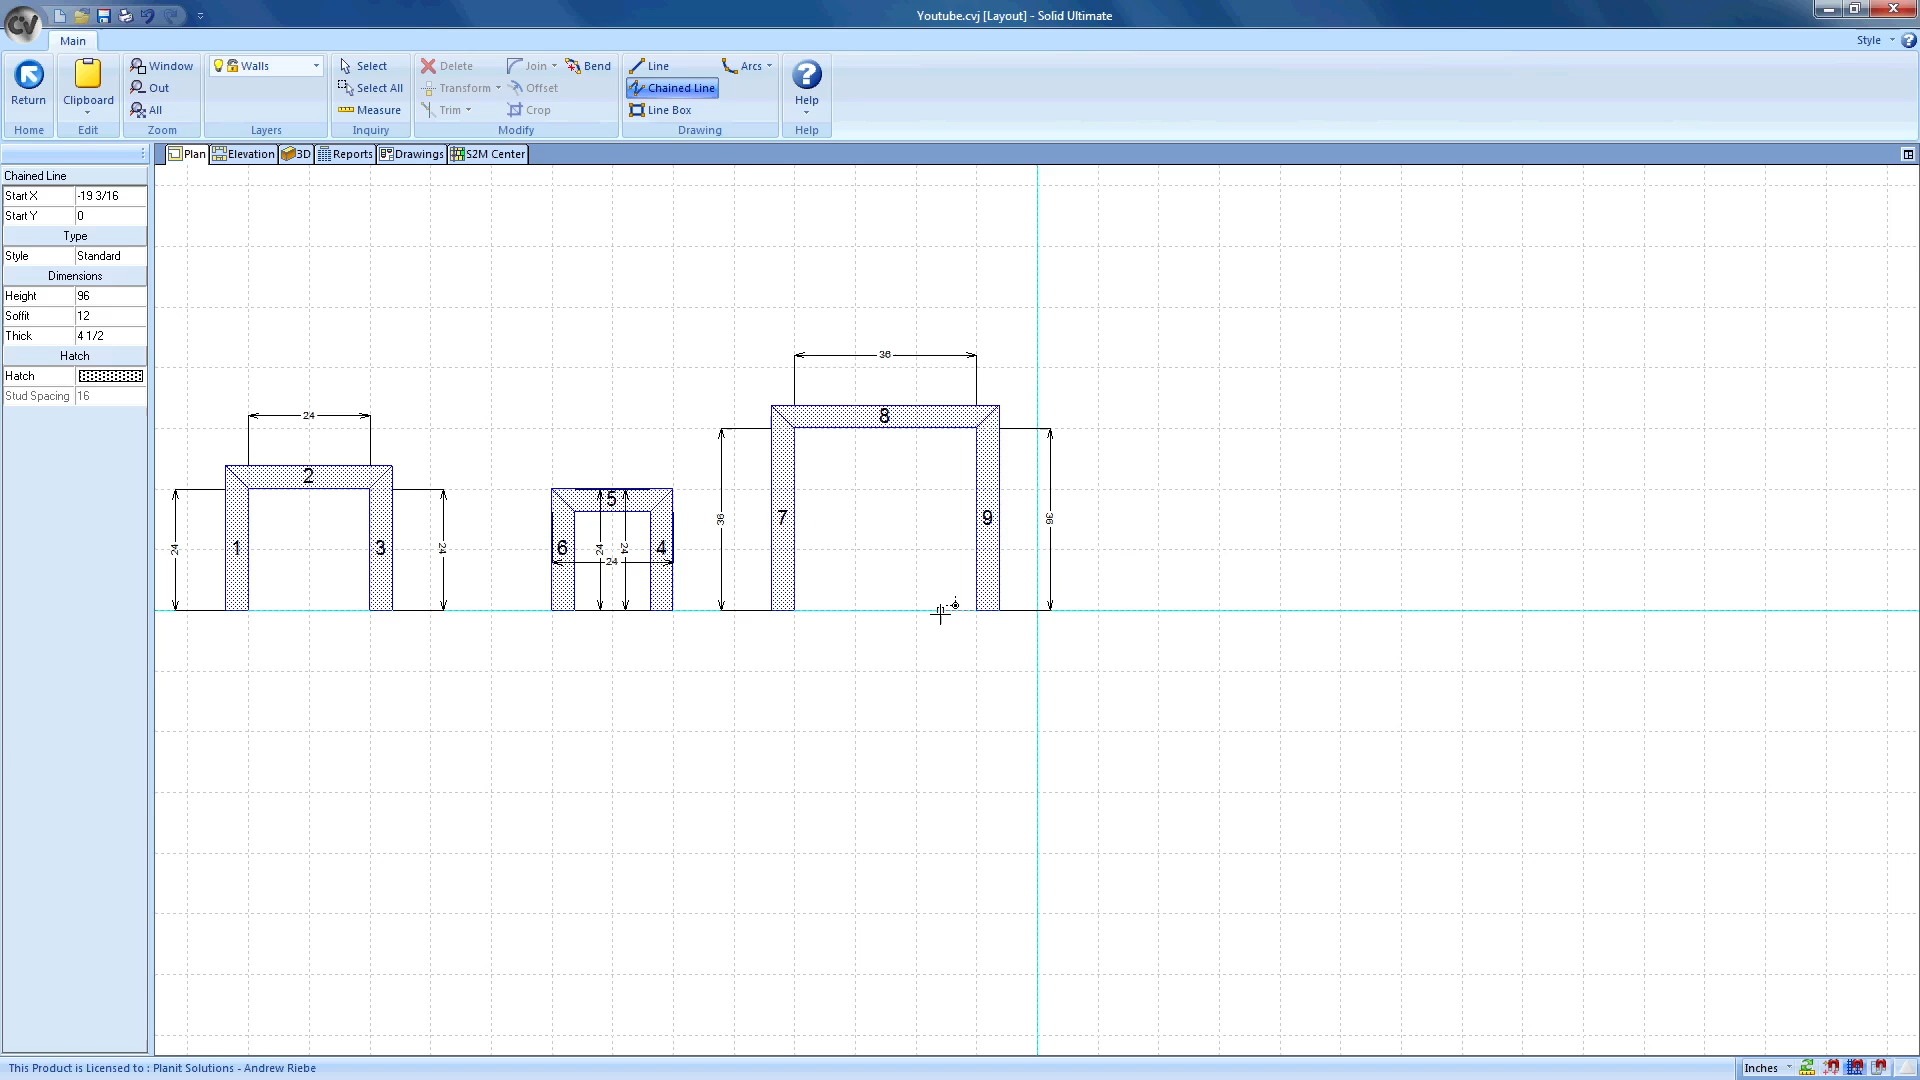 CV
Youtube.cvj [Layout] - Solid Ultimate
Main
Style
Return
Home
Clipboard
Edit
Window
Out
All
Zoom
Walls
Layers
Select
Select All
Measure
Inquiry
Delete
Transform
Trim
Join
Offset
Crop
Bend
Modify
Line
Chained Line
Line Box
Arcs
Drawing
Help
Help
Plan
Elevation
3D
Reports
Drawings
S2M Center
Chained Line
Start X -19 3/16
Start Y 0
Type
Style Standard
Dimensions
Height 96
Soffit 12
Thick 4 1/2
Hatch
Hatch
Stud Spacing 16
36
8
24
2
5
36
7
9
36
24
1
3
24
6
24
24
4
24
This Product is Licensed to : Planit Solutions - Andrew Riebe
Inches